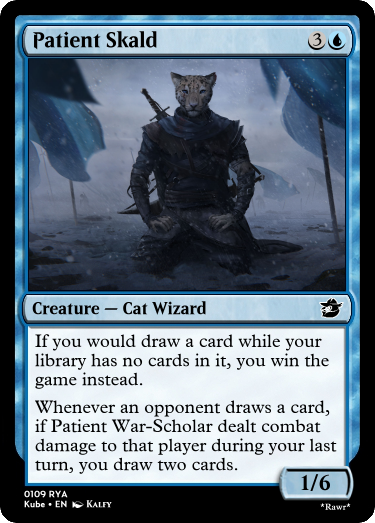 Patient Skald 3
Creature — Cat Wizard
If you would draw a card while your
library has no cards in it, you win the
game instead.
Whenever an opponent draws a card,
if Patient War-Scholar dealt combat
damage to that player during your last
turn, you draw two cards.
1/6
0109 RYA
Kube • EN KALFY
*Rawr*